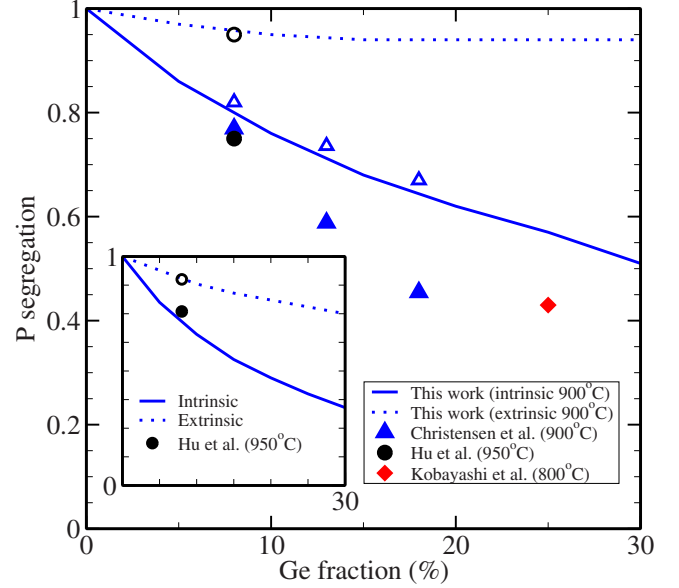 1
0.8
0.6
0.4
0.2
0
P segregation
1
0
30
Intrinsic
Extrinsic
Hu et al. (950°C)
This work (intrinsic 900°C)
This work (extrinsic 900°C)
Christensen et al. (900°C)
Hu et al. (950°C)
Kobayashi et al. (800°C)
0 10 20 30
Ge fraction (%)